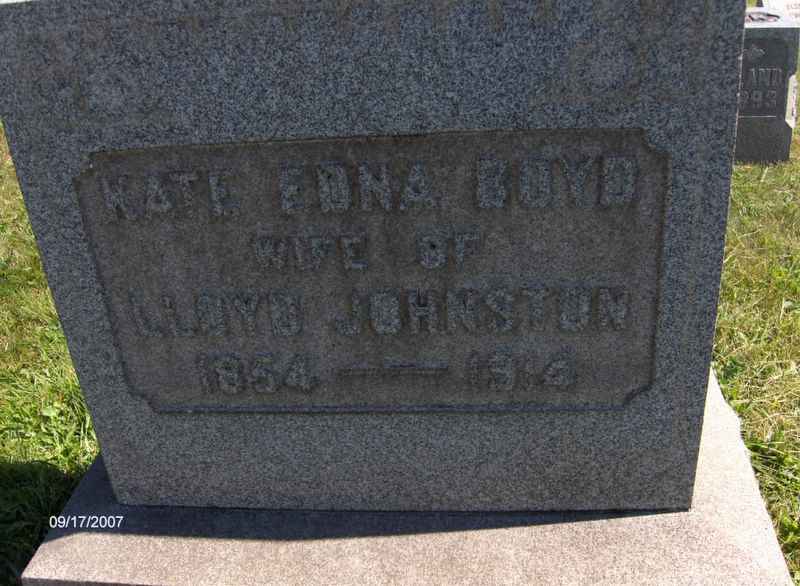 KATE EDNA BOYD
WIFE OF
LLOYD JOHNSTON
1854 — 1914
09/17/2007